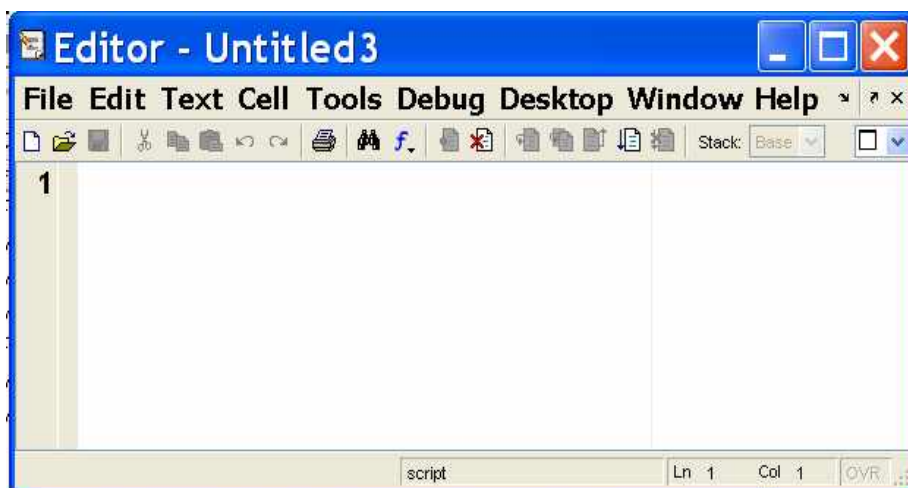 Editor - Untitled3
File Edit Text Cell Tools Debug Desktop Window Help
Stack: Base
1
script Ln 1 Col 1 OVR